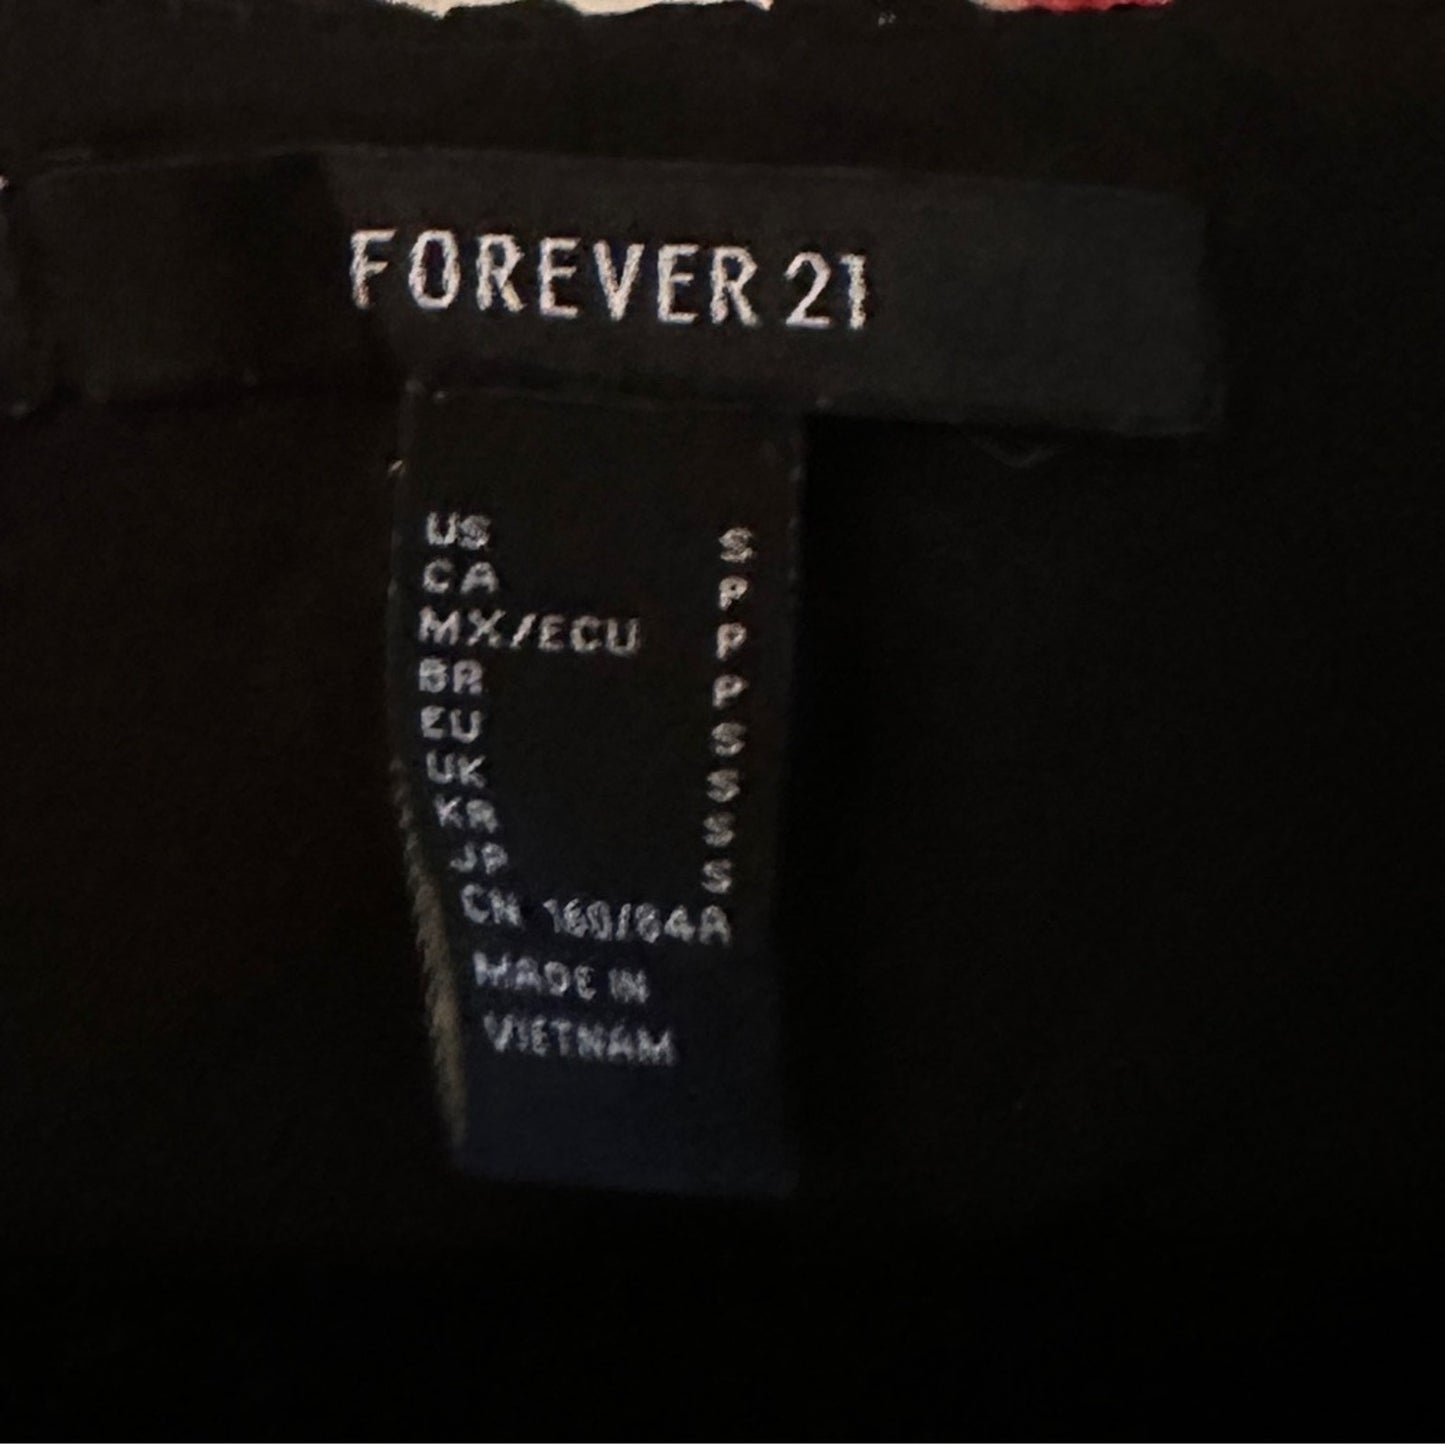 FOREVER 21
US S
CA P
MX/ECU P
BR P
EU S
UK S
KR S
JP S
CN 160/84A
MADE IN
VIETNAM